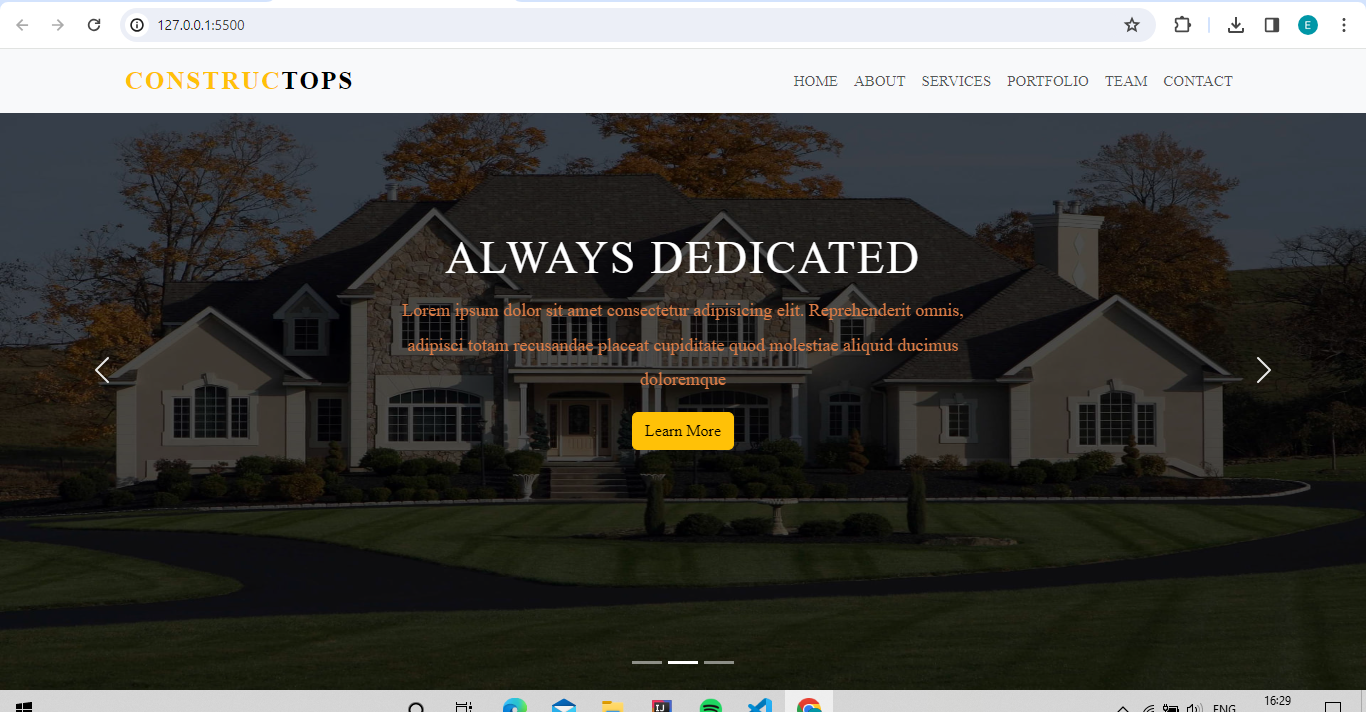 127.0.0.1:5500
E
CONSTRUCTOPS
HOME ABOUT SERVICES PORTFOLIO TEAM CONTACT
ALWAYS DEDICATED
Lorem ipsum dolor sit amet consectetur adipisicing elit. Reprehenderit omnis,
adipisci totam recusandae placeat cupiditate quod molestiae aliquid ducimus
doloremque
Learn More
IJ
ENG
16:29